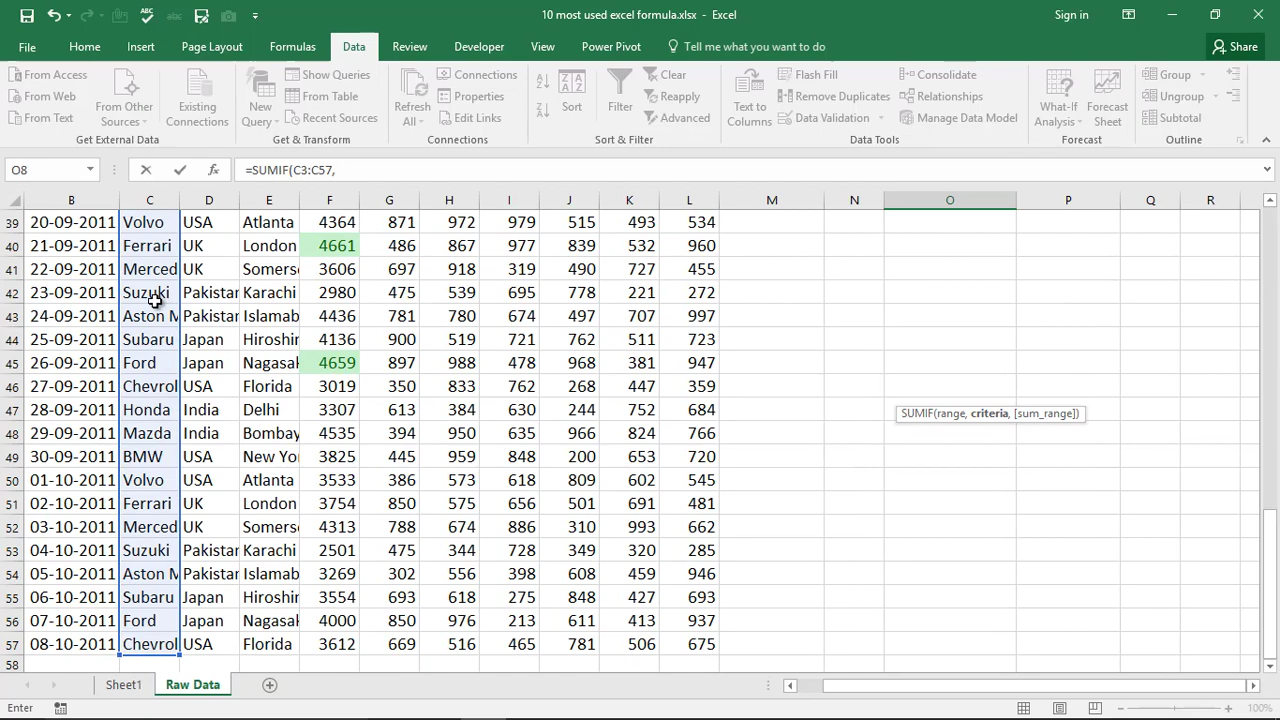 10 most used excel formula.xlsx - Excel
Sign in
File Home Insert Page Layout Formulas Data Review View Developer Power Pivot Tell me what you want to do Share
From Access
From Web
From Text
From Other Sources
Existing Connections
Get External Data
New Query
Show Queries
From Table
Recent Sources
Get & Transform
Refresh All
Connections
Properties
Edit Links
Connections
Sort
Filter
Clear
Reapply
Advanced
Sort & Filter
Text to Columns
Flash Fill
Remove Duplicates
Data Validation
Consolidate
Relationships
Manage Data Model
Data Tools
What-If Analysis
Forecast Sheet
Forecast
Group
Ungroup
Subtotal
Outline
O8 fx =SUMIF(C3:C57,
B C D E F G H I J K L M N O P Q R
39 20-09-2011 Volvo USA Atlanta 4364 871 972 979 515 493 534
40 21-09-2011 Ferrari UK London 4661 486 867 977 839 532 960
41 22-09-2011 Merced UK Somers 3606 697 918 319 490 727 455
42 23-09-2011 Suzuki Pakistan Karachi 2980 475 539 695 778 221 272
43 24-09-2011 Aston M Pakistan Islamab 4436 781 780 674 497 707 997
44 25-09-2011 Subaru Japan Hiroshin 4136 900 519 721 762 511 723
45 26-09-2011 Ford Japan Nagasak 4659 897 988 478 968 381 945
46 27-09-2011 Chevrol USA Florida 3019 350 833 762 268 447 359
47 28-09-2011 Honda India Delhi 3307 613 384 630 244 752 684
48 29-09-2011 Mazda India Bombay 4535 394 950 635 966 824 766
49 30-09-2011 BMW USA New Yo 3825 445 959 848 200 653 720
50 01-10-2011 Volvo USA Atlanta 3533 386 573 618 809 602 545
51 02-10-2011 Ferrari UK London 3754 850 575 656 501 691 481
52 03-10-2011 Merced UK Somers 4313 788 674 886 310 993 662
53 04-10-2011 Suzuki Pakistan Karachi 2501 475 344 728 349 320 285
54 05-10-2011 Aston M Pakistan Islamab 3269 302 556 398 608 459 946
55 06-10-2011 Subaru Japan Hiroshin 3554 693 618 275 848 427 693
56 07-10-2011 Ford Japan Nagasak 4000 850 976 213 611 413 937
57 08-10-2011 Chevrol USA Florida 3612 669 516 465 781 506 675
58
SUMIF(range, criteria, [sum_range])
Sheet1 Raw Data
Enter 100%